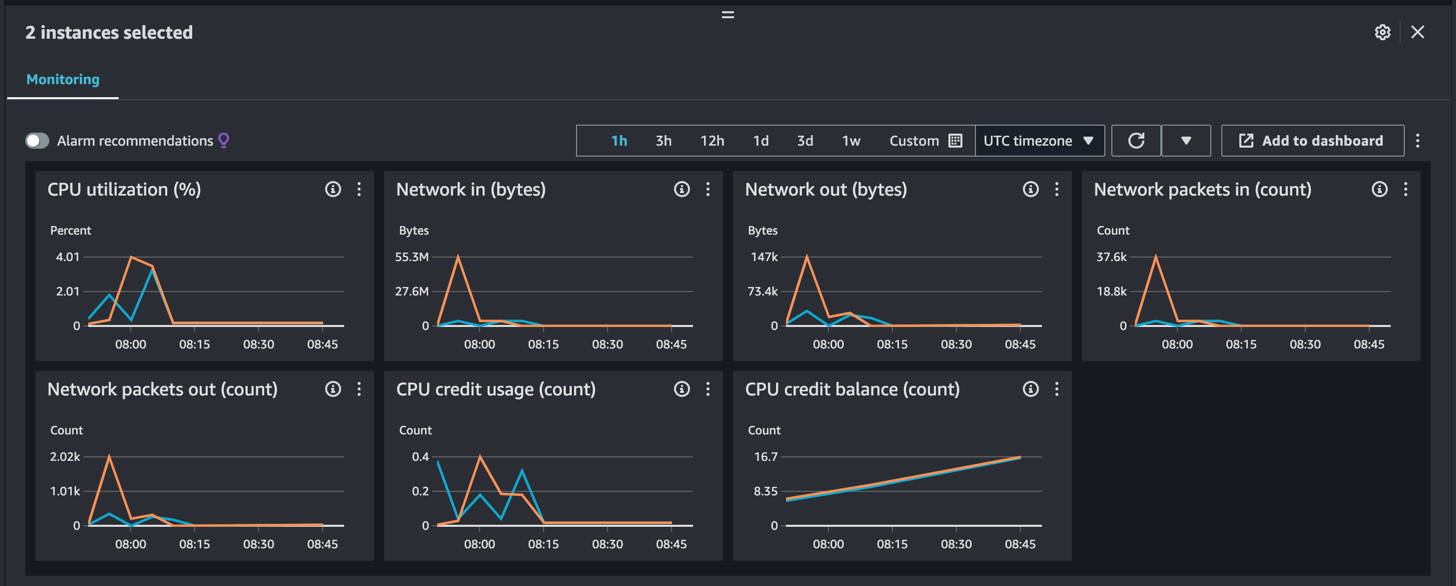 2 instances selected
Monitoring
Alarm recommendations
1h 3h 12h 1d 3d 1w Custom UTC timezone Add to dashboard
CPU utilization (%)
Percent
4.01
2.01
0
08:00 08:15 08:30 08:45
Network in (bytes)
Bytes
55.3M
27.6M
0
08:00 08:15 08:30 08:45
Network out (bytes)
Bytes
147k
73.4k
0
08:00 08:15 08:30 08:45
Network packets in (count)
Count
37.6k
18.8k
0
08:00 08:15 08:30 08:45
Network packets out (count)
Count
2.02k
1.01k
0
08:00 08:15 08:30 08:45
CPU credit usage (count)
Count
0.4
0.2
0
08:00 08:15 08:30 08:45
CPU credit balance (count)
Count
16.7
8.35
0
08:00 08:15 08:30 08:45